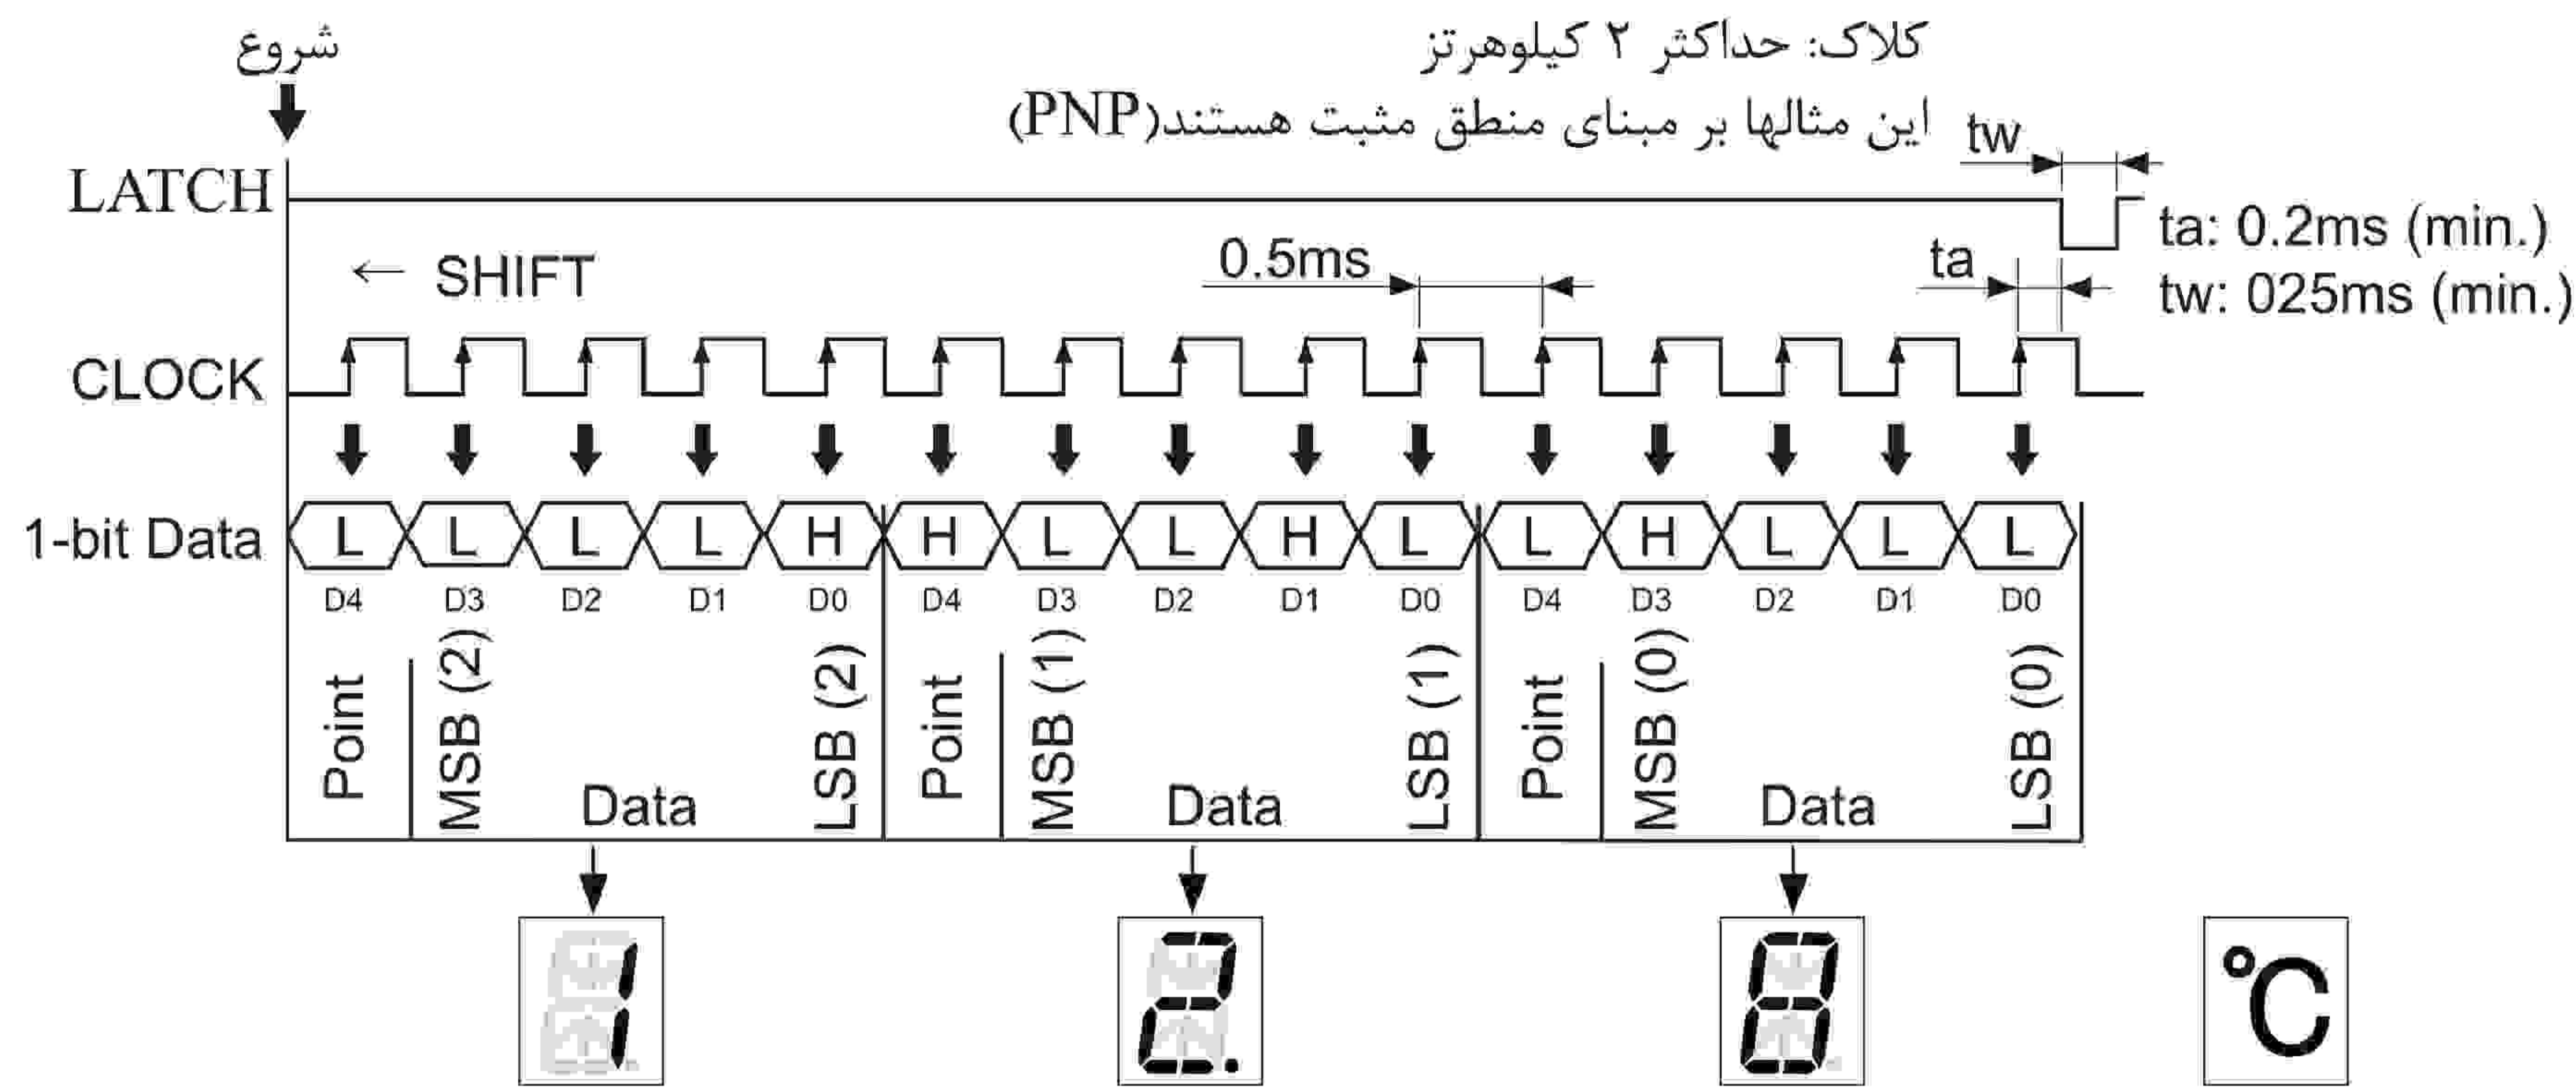 شروع
کلاک: حداکثر ۲ کیلوهرتز
این مثالها بر مبنای منطق مثبت هستند(PNP)
tw
LATCH
ta: 0.2ms (min.)
tw: 025ms (min.)
← SHIFT
0.5ms
ta
CLOCK
1-bit Data L L L L H H L L H L L H L L L
D4 D3 D2 D1 D0 D4 D3 D2 D1 D0 D4 D3 D2 D1 D0
Point MSB (2) Data LSB (2) Point MSB (1) Data LSB (1) Point MSB (0) Data LSB (0)
1 2. 8 °C